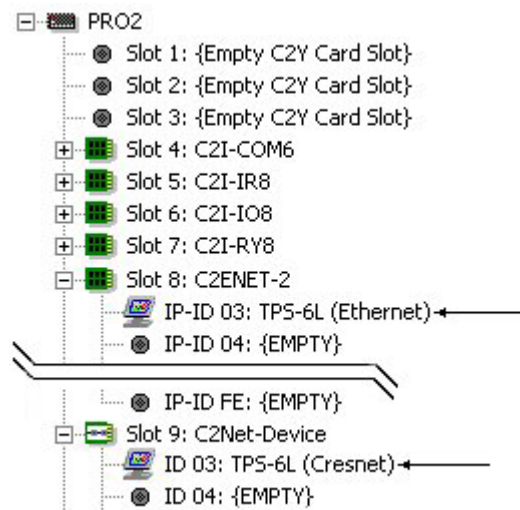 PRO2
Slot 1: {Empty C2Y Card Slot}
Slot 2: {Empty C2Y Card Slot}
Slot 3: {Empty C2Y Card Slot}
Slot 4: C2I-COM6
Slot 5: C2I-IR8
Slot 6: C2I-IO8
Slot 7: C2I-RY8
Slot 8: C2ENET-2
IP-ID 03: TPS-6L (Ethernet)
IP-ID 04: {EMPTY}
IP-ID FE: {EMPTY}
Slot 9: C2Net-Device
ID 03: TPS-6L (Cresnet)
ID 04: {EMPTY}